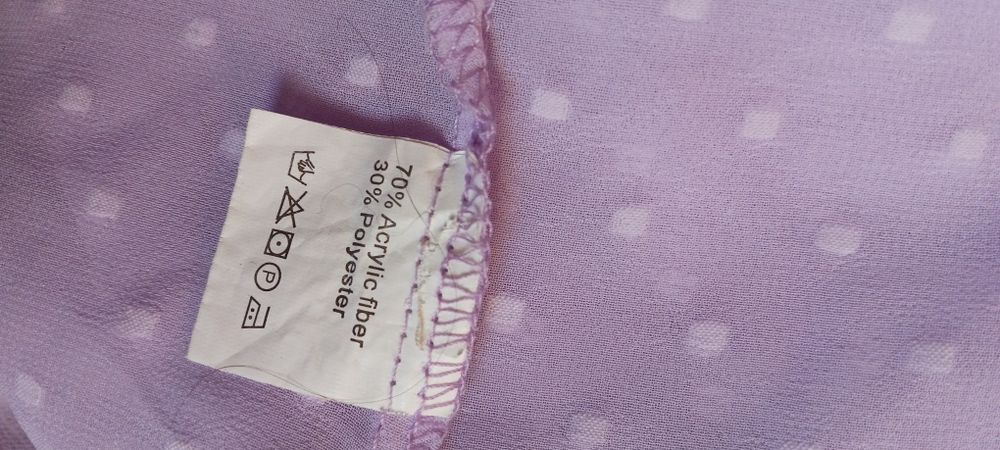 70% Acrylic fiber
30% Polyester
P